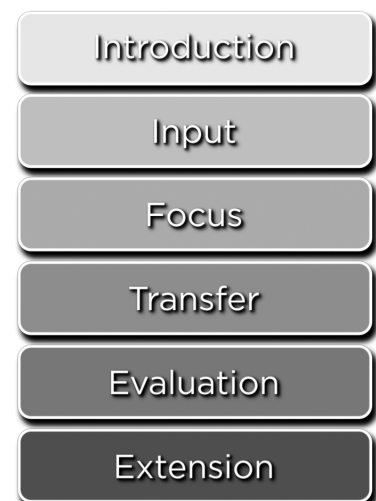 Introduction
Input
Focus
Transfer
Evaluation
Extension